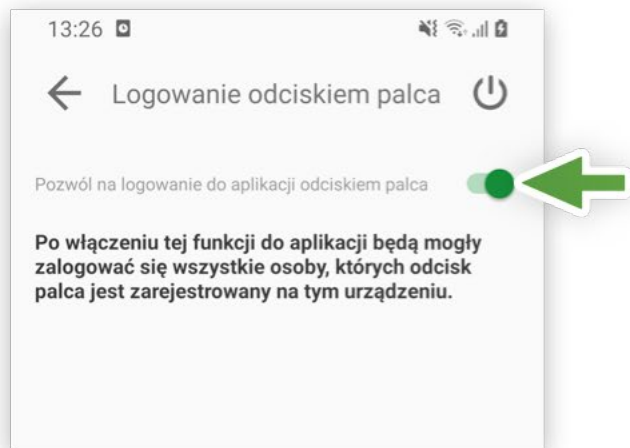 13:26
Logowanie odciskiem palca
Pozwól na logowanie do aplikacji odciskiem palca
Po włączeniu tej funkcji do aplikacji będą mogły
zalogować się wszystkie osoby, których odcisk
palca jest zarejestrowany na tym urządzeniu.